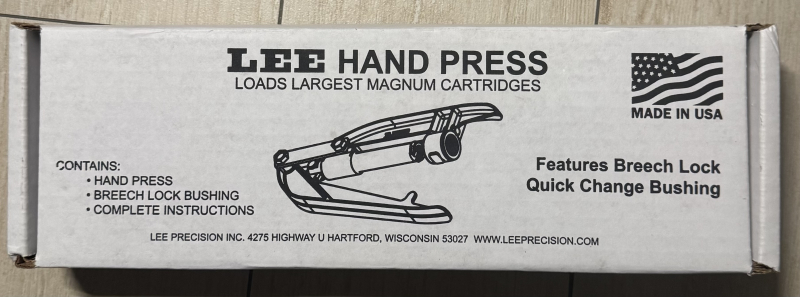 LEE HAND PRESS
LOADS LARGEST MAGNUM CARTRIDGES
MADE IN USA
CONTAINS:
• HAND PRESS
• BREECH LOCK BUSHING
• COMPLETE INSTRUCTIONS
Features Breech Lock
Quick Change Bushing
LEE PRECISION INC. 4275 HIGHWAY U HARTFORD, WISCONSIN 53027 WWW.LEEPRECISION.COM